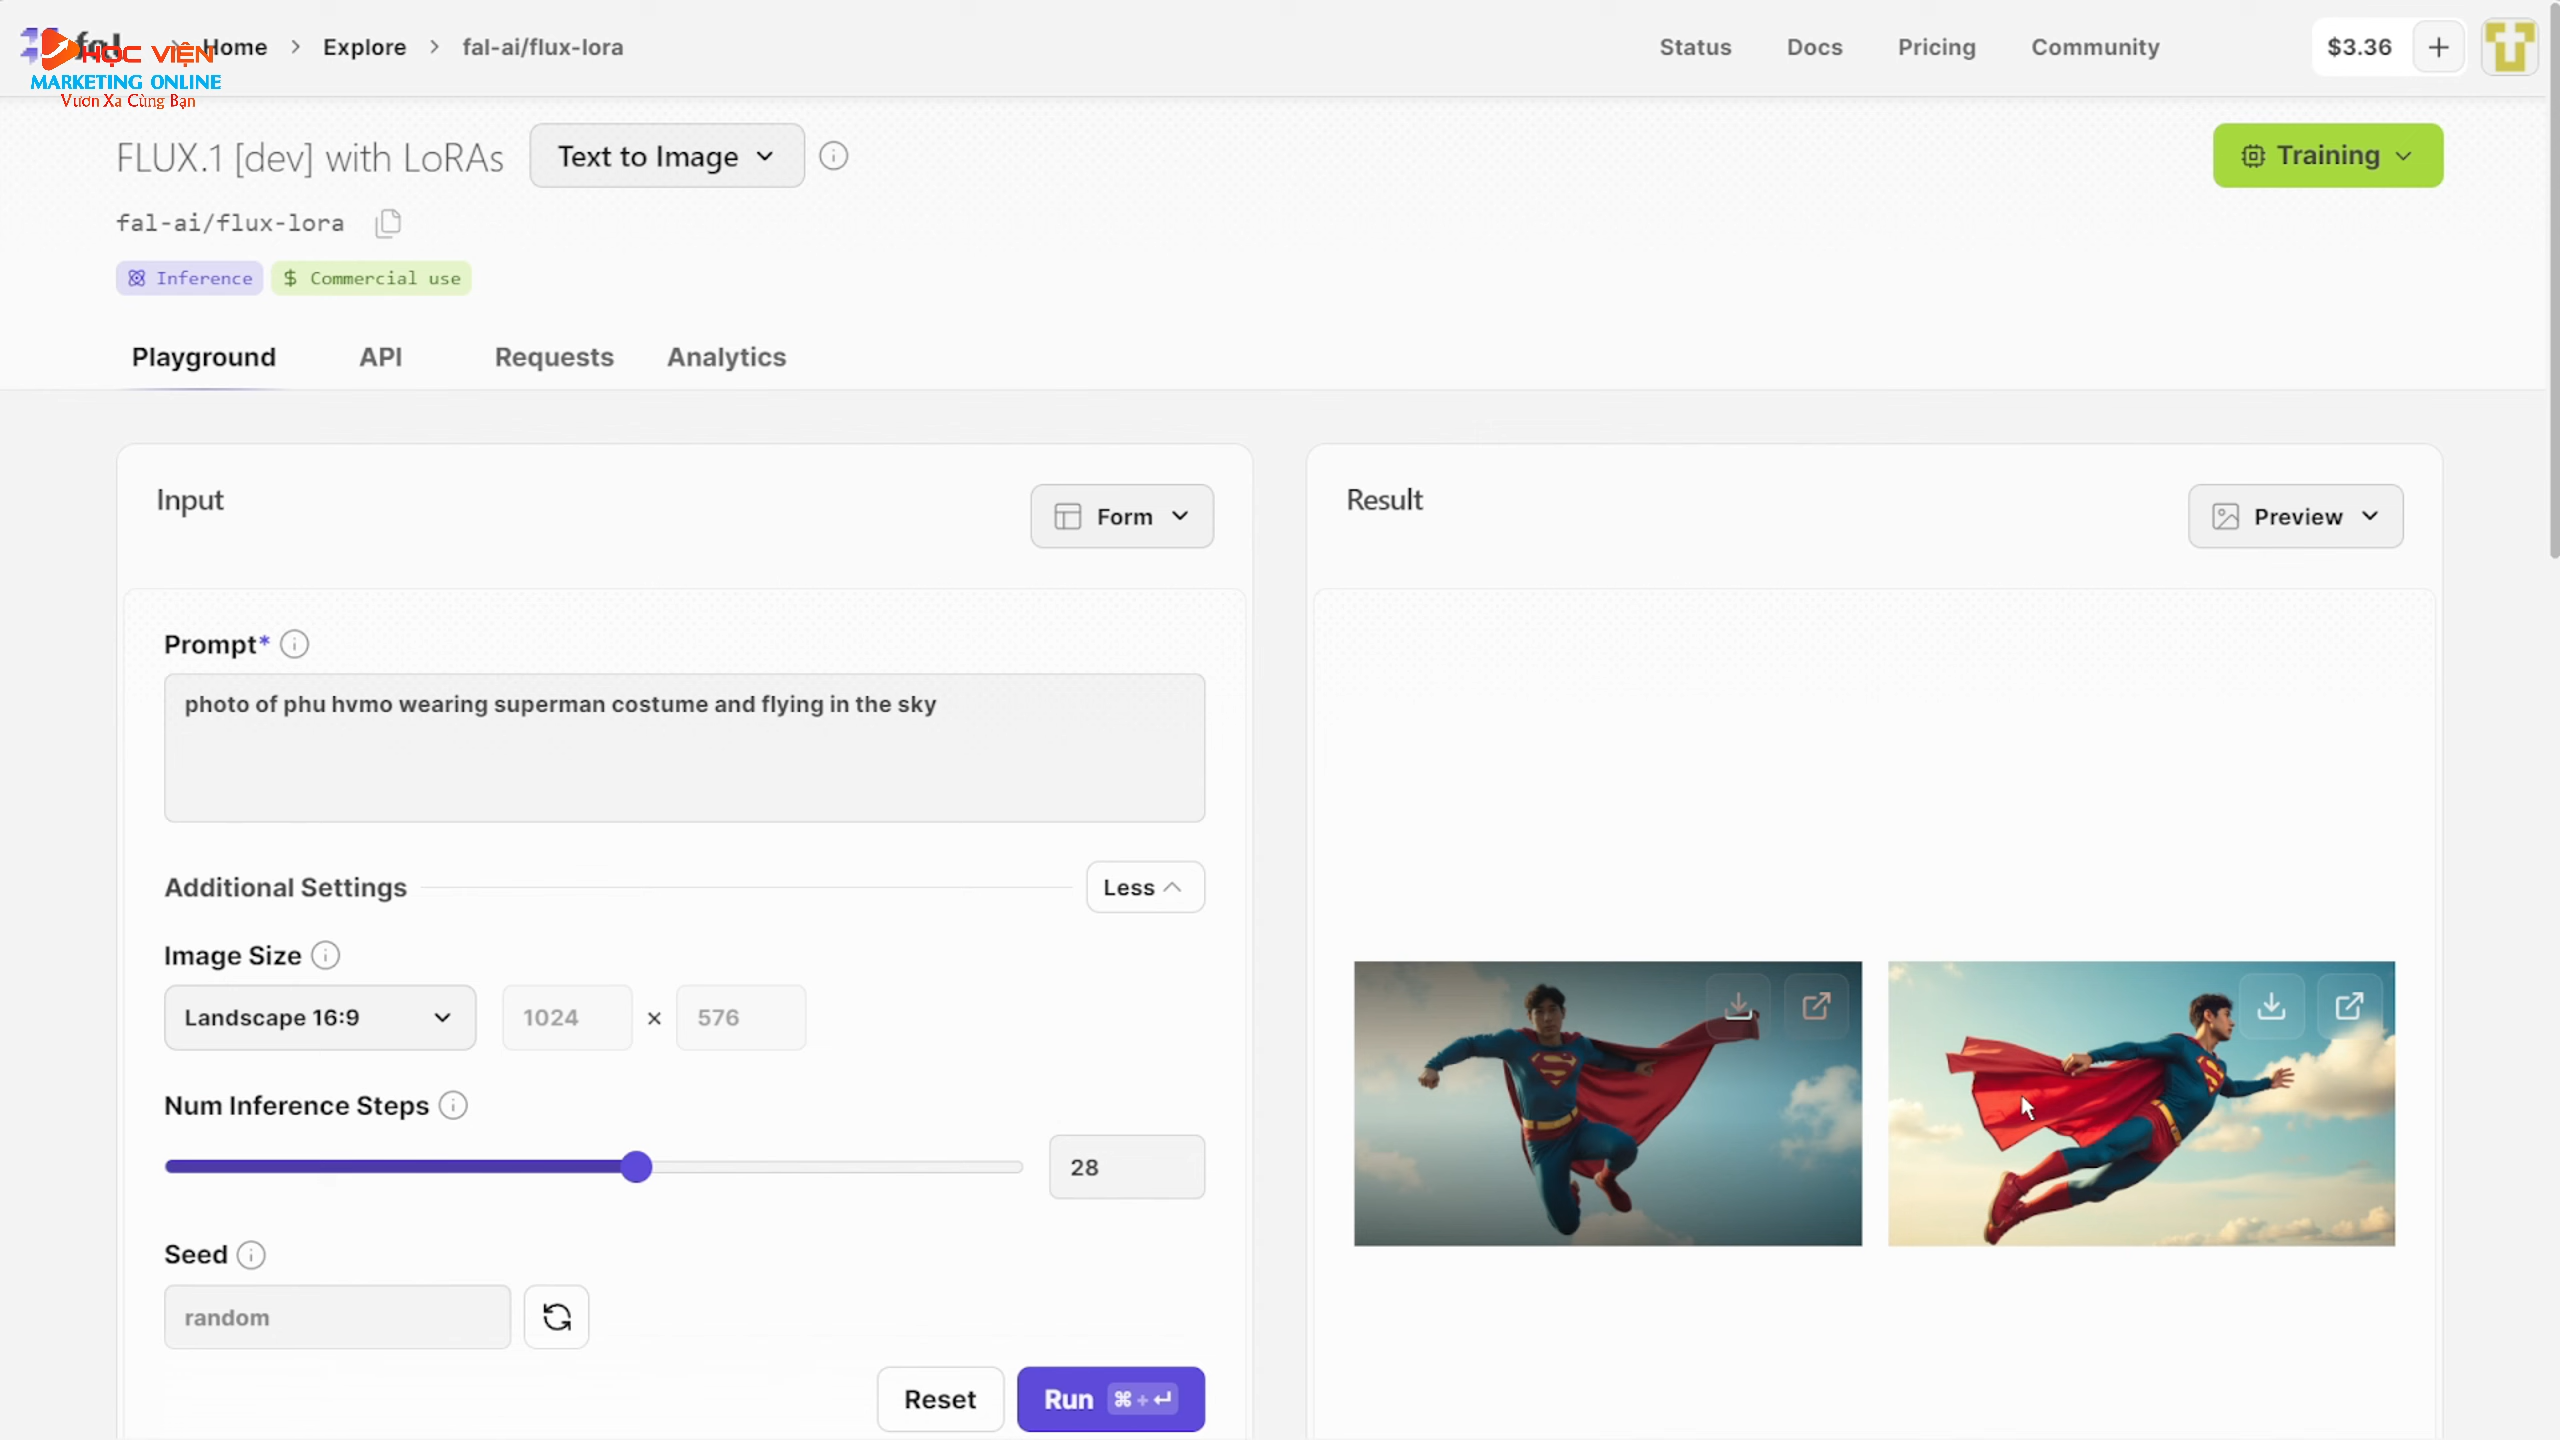 fal
HỌC VIỆN
MARKETING ONLINE
Vươn Xa Cùng Bạn
Home > Explore > fal-ai/flux-lora
Status Docs Pricing Community $3.36 +
FLUX.1 [dev] with LoRAs Text to Image
Training
fal-ai/flux-lora
Inference $ Commercial use
Playground API Requests Analytics
Input Form
Result Preview
Prompt*
photo of phu hvmo wearing superman costume and flying in the sky
Additional Settings Less
Image Size
Landscape 16:9 1024 × 576
Num Inference Steps
28
Seed
random
Reset Run ⌘+↵